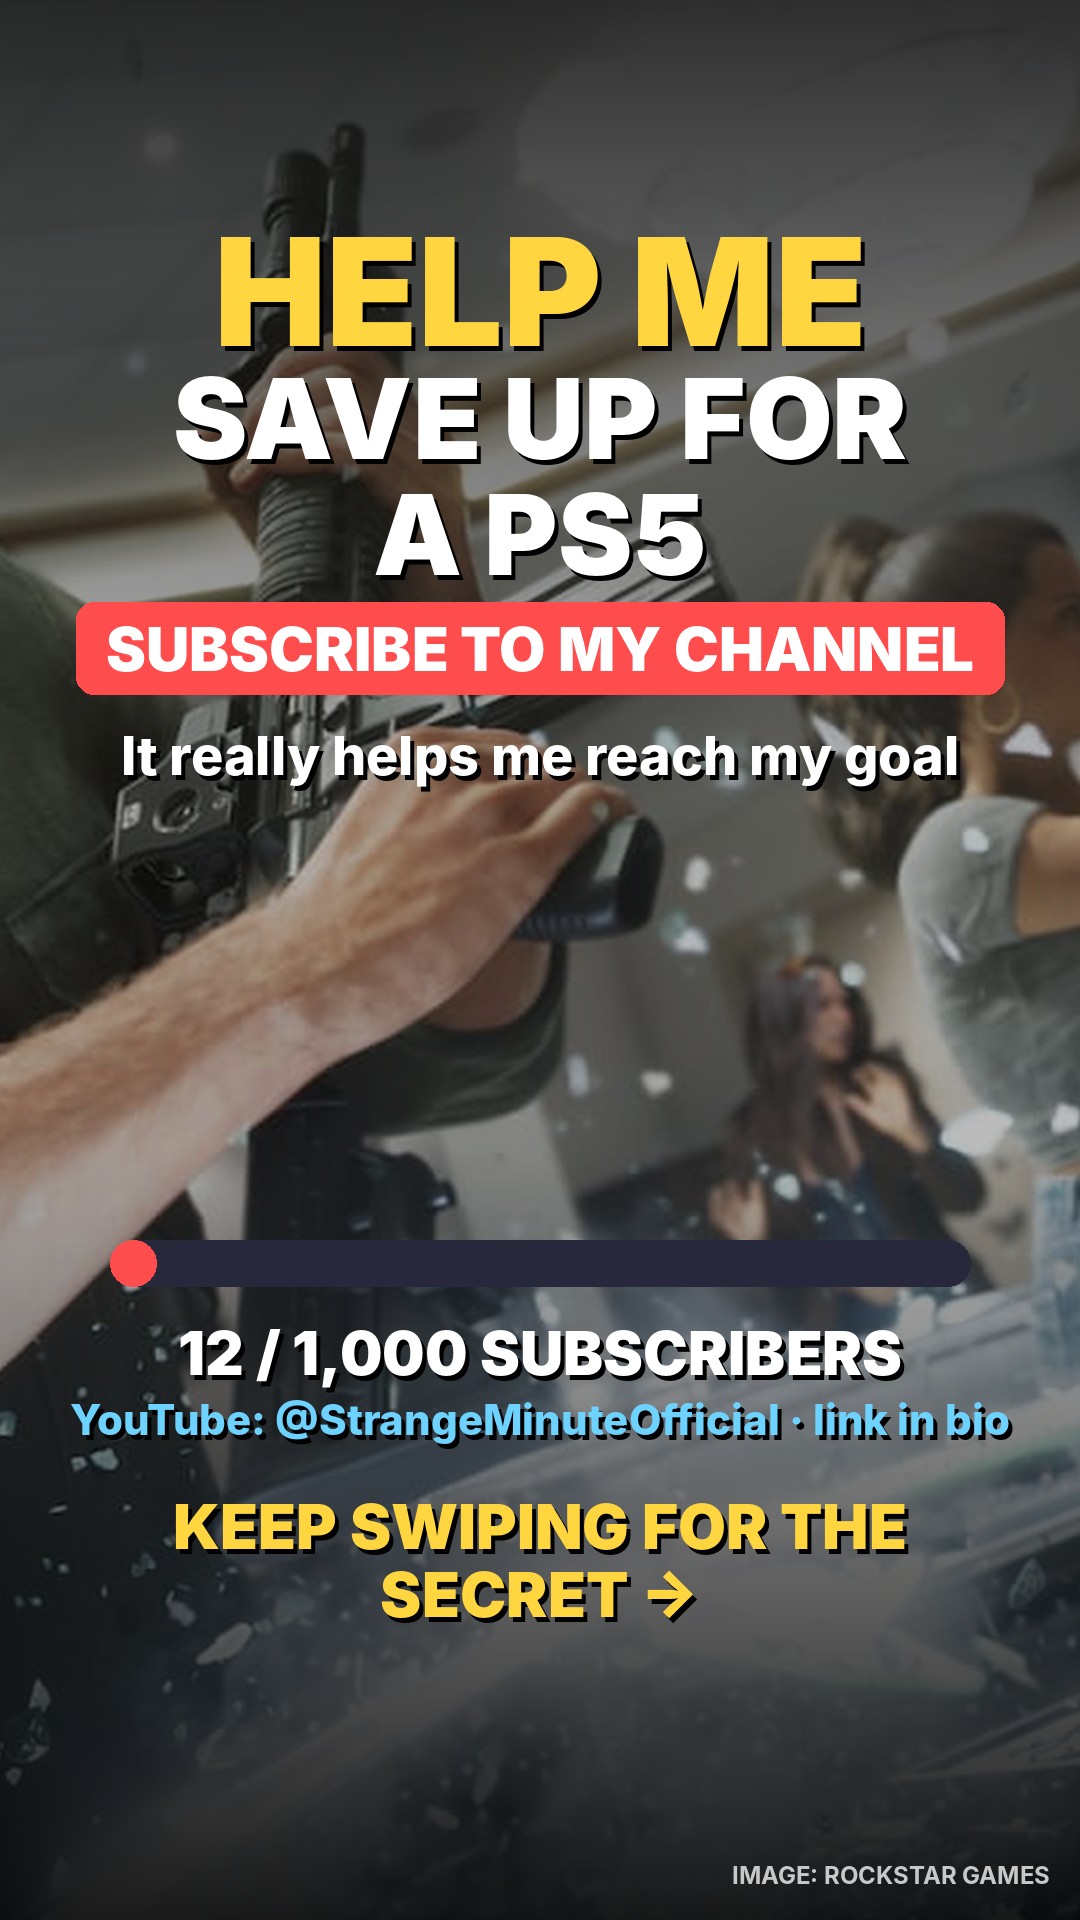 HELP ME
SAVE UP FOR
A PS5
SUBSCRIBE TO MY CHANNEL
It really helps me reach my goal
12 / 1,000 SUBSCRIBERS
YouTube: @StrangeMinuteOfficial · link in bio
KEEP SWIPING FOR THE
SECRET →
IMAGE: ROCKSTAR GAMES